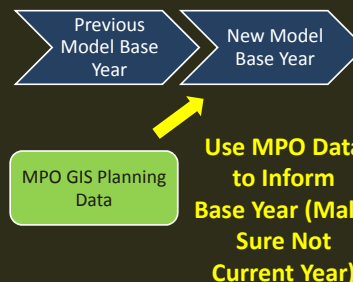 Previous
Model Base
Year
New Model
Base Year
MPO GIS Planning
Data
Use MPO Data
to Inform
Base Year (Mak
Sure Not
Current Year)